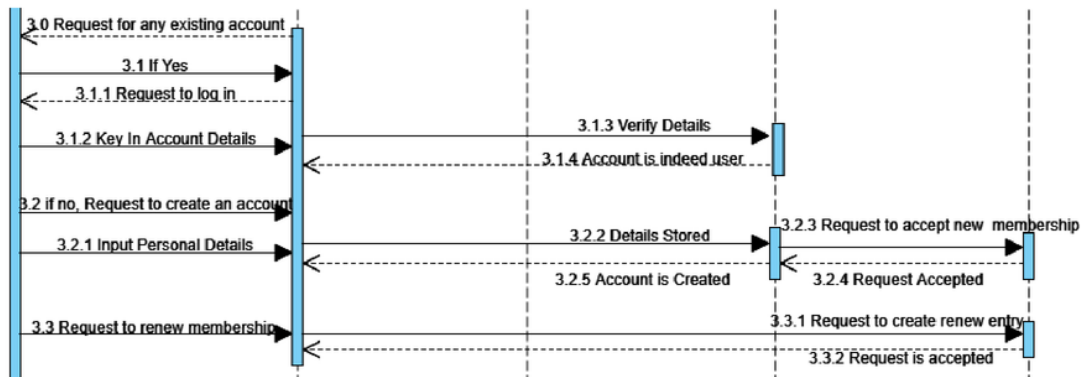 3.0 Request for any existing account
3.1 If Yes
3.1.1 Request to log in
3.1.2 Key In Account Details
3.1.3 Verify Details
3.1.4 Account is indeed user
3.2 if no, Request to create an account
3.2.1 Input Personal Details
3.2.2 Details Stored
3.2.3 Request to accept new membership
3.2.4 Request Accepted
3.2.5 Account is Created
3.3 Request to renew membership
3.3.1 Request to create renew entry
3.3.2 Request is accepted